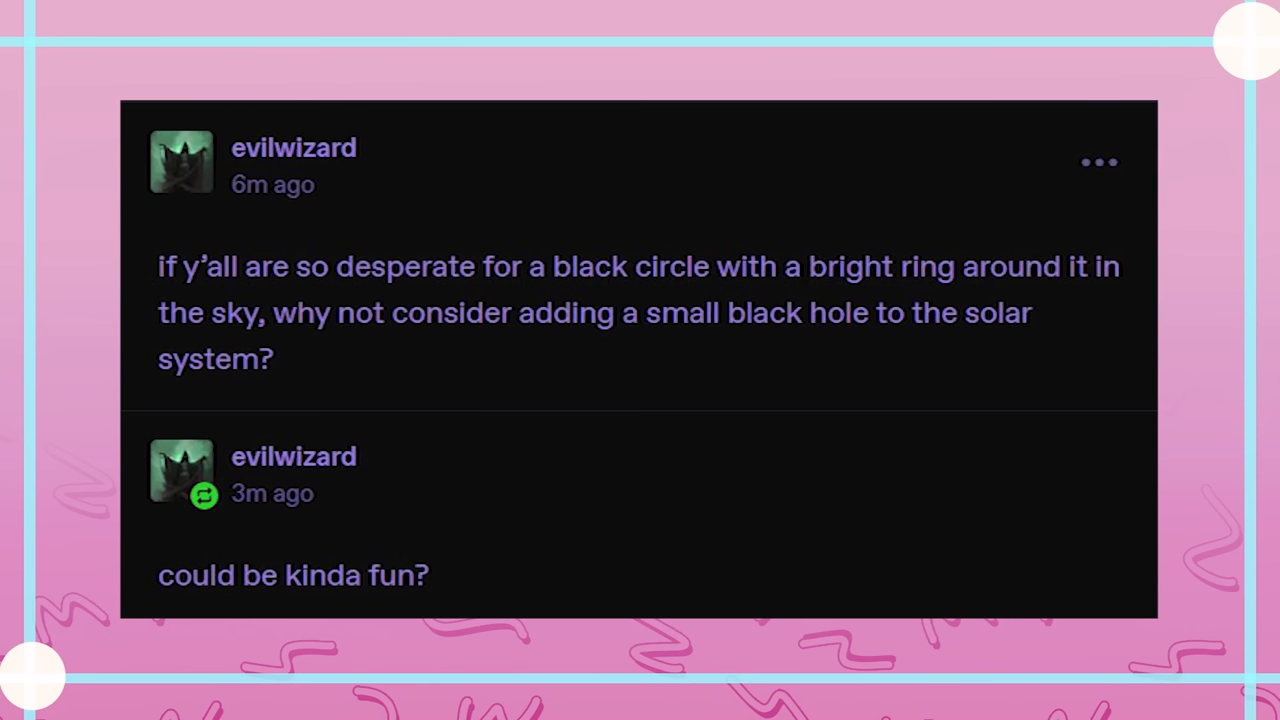 evilwizard
6m ago
if y’all are so desperate for a black circle with a bright ring around it in
the sky, why not consider adding a small black hole to the solar
system?
evilwizard
3m ago
could be kinda fun?